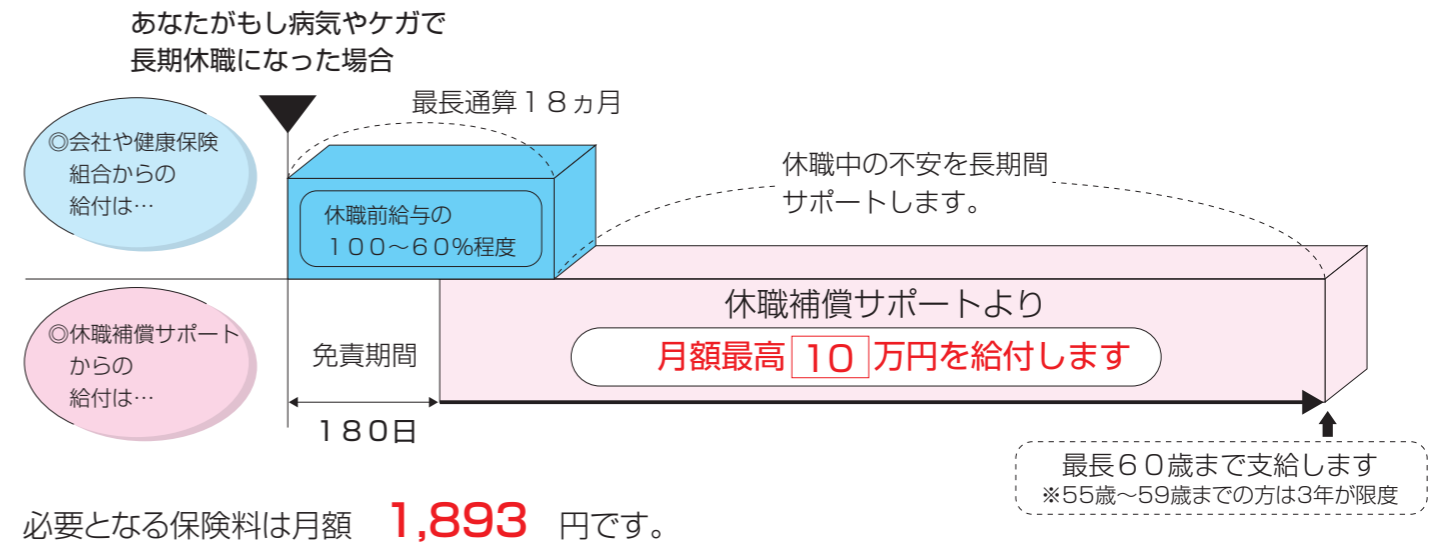 あなたがもし病気やケガで
長期休職になった場合
最長通算１８ヵ月
◎会社や健康保険
組合からの
給付は…
休職前給与の
１００～６０%程度
休職中の不安を長期間
サポートします。
◎休職補償サポート
からの
給付は…
免責期間
１８０日
休職補償サポートより
月額最高 10 万円を給付します
最長６０歳まで支給します
※55歳～59歳までの方は3年が限度
必要となる保険料は月額 1,893 円です。